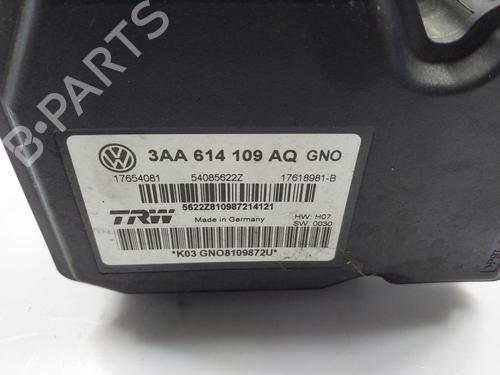 B-PARTS
3AA 614 109 AQ GNO
17654081 54085622Z 17618981-B
5622Z810987214121
TRW Made in Germany HW: H07
SW: 0030
*K03 GNO8109872U*